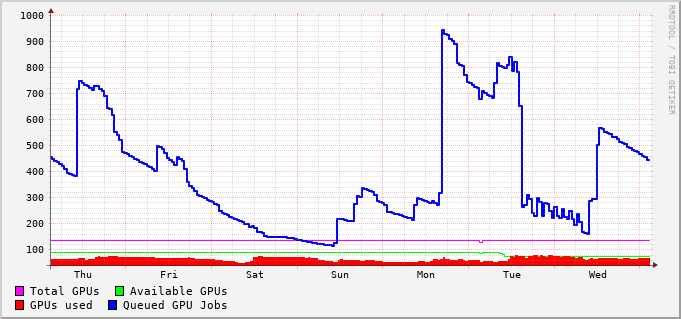 1000
900
800
700
600
500
400
300
200
100
Thu Fri Sat Sun Mon Tue Wed
Total GPUs Available GPUs
GPUs used Queued GPU Jobs
RRDTOOL / TOBI OETIKER